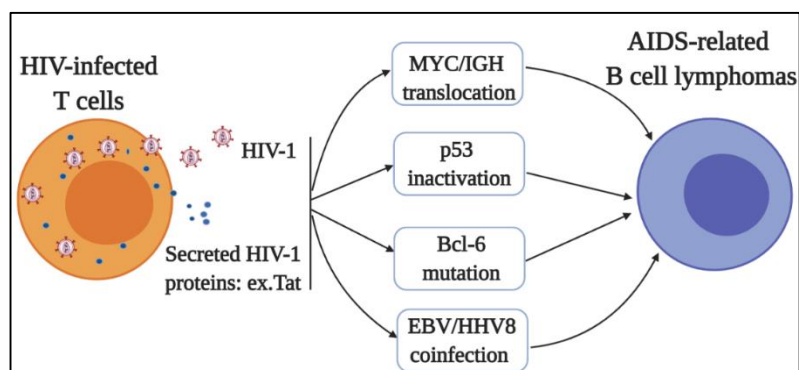 HIV-infected
T cells
HIV-1
Secreted HIV-1
proteins: ex.Tat
MYC/IGH
translocation
p53
inactivation
Bcl-6
mutation
EBV/HHV8
coinfection
AIDS-related
B cell lymphomas